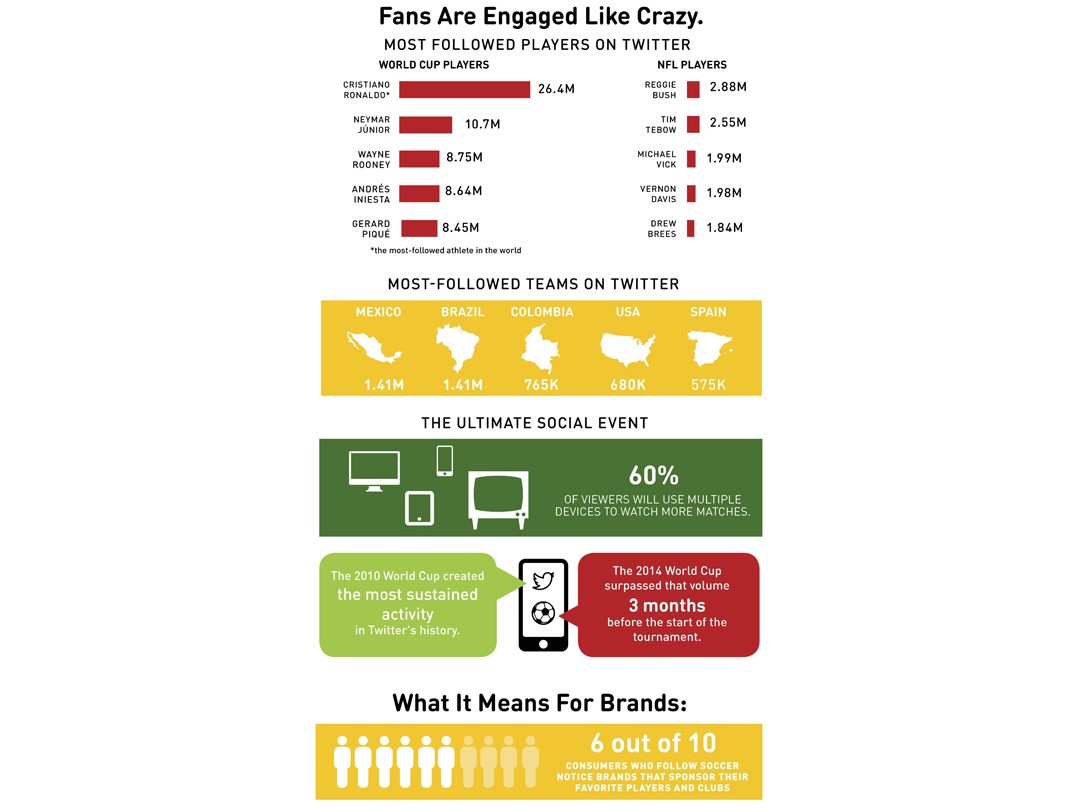 Fans Are Engaged Like Crazy.
MOST FOLLOWED PLAYERS ON TWITTER
WORLD CUP PLAYERS
CRISTIANO
RONALDO*
26.4M
NEYMAR
JÚNIOR
10.7M
WAYNE
ROONEY
8.75M
ANDRÉS
INIESTA
8.64M
GERARD
PIQUÉ
8.45M
*the most-followed athlete in the world
NFL PLAYERS
REGGIE
BUSH
2.88M
TIM
TEBOW
2.55M
MICHAEL
VICK
1.99M
VERNON
DAVIS
1.98M
DREW
BREES
1.84M
MOST-FOLLOWED TEAMS ON TWITTER
MEXICO BRAZIL COLOMBIA USA SPAIN
1.41M 1.41M 765K 680K 575K
THE ULTIMATE SOCIAL EVENT
60%
OF VIEWERS WILL USE MULTIPLE
DEVICES TO WATCH MORE MATCHES.
The 2010 World Cup created
the most sustained
activity
in Twitter's history.
The 2014 World Cup
surpassed that volume
3 months
before the start of the
tournament.
What It Means For Brands:
6 out of 10
CONSUMERS WHO FOLLOW SOCCER
NOTICE BRANDS THAT SPONSOR THEIR
FAVORITE PLAYERS AND CLUBS